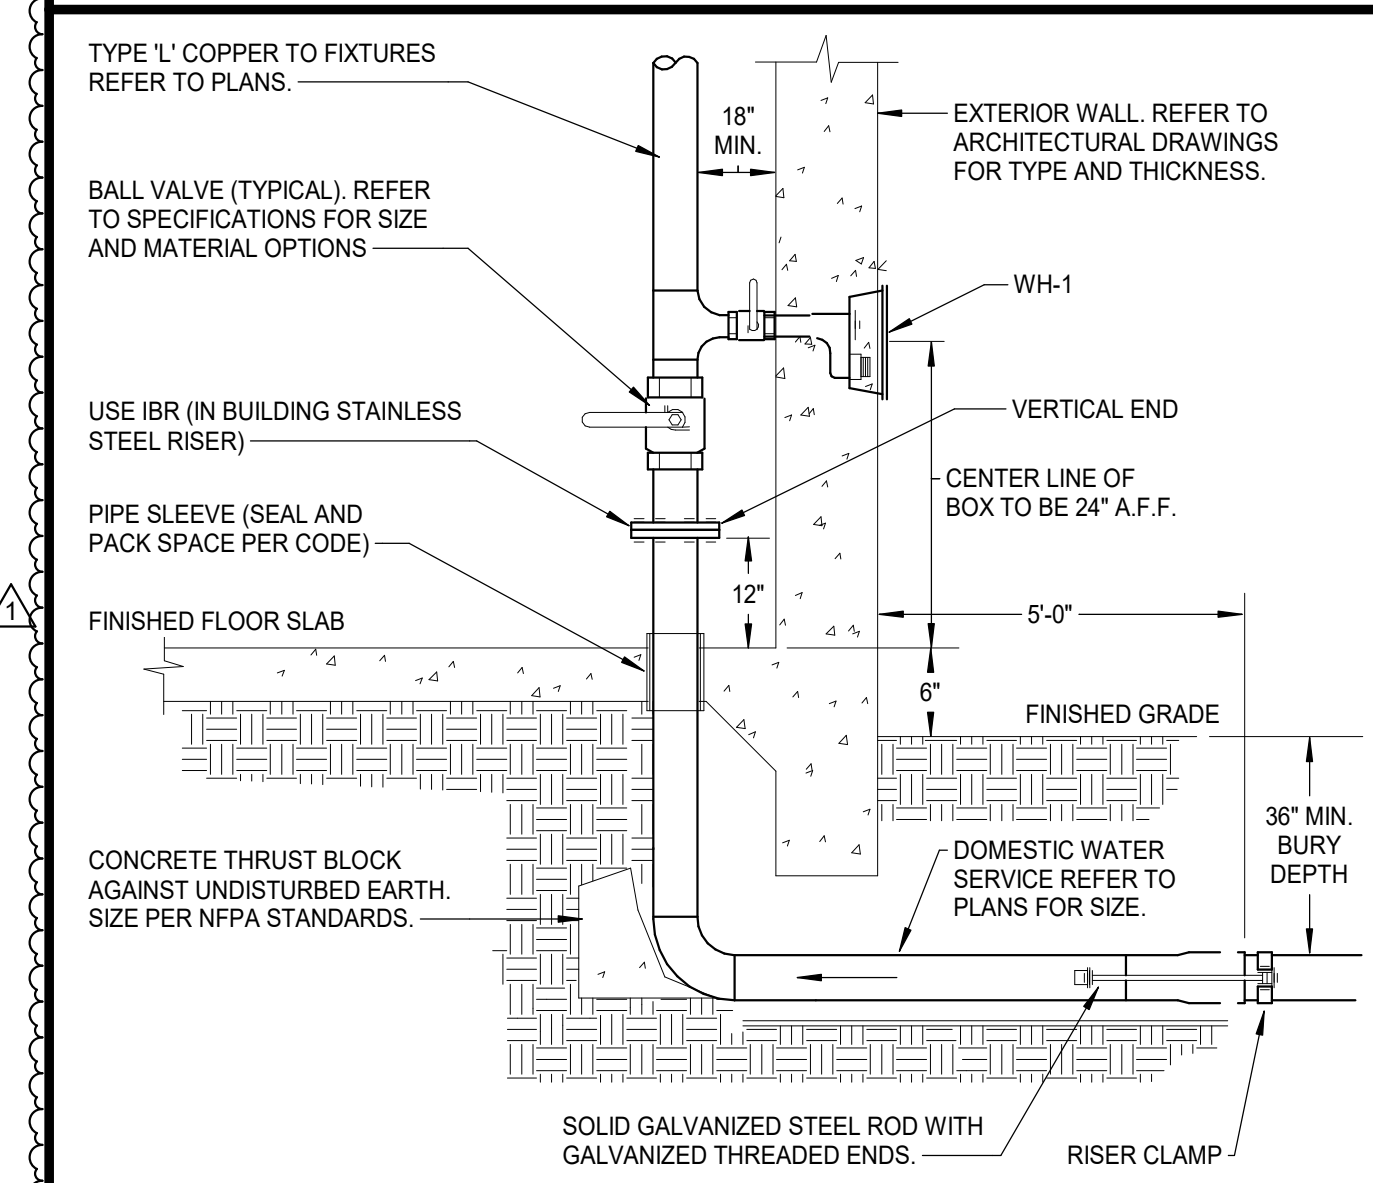 TYPE 'L' COPPER TO FIXTURES
REFER TO PLANS.
18"
MIN.
EXTERIOR WALL. REFER TO
ARCHITECTURAL DRAWINGS
FOR TYPE AND THICKNESS.
BALL VALVE (TYPICAL). REFER
TO SPECIFICATIONS FOR SIZE
AND MATERIAL OPTIONS
WH-1
USE IBR (IN BUILDING STAINLESS
STEEL RISER)
VERTICAL END
CENTER LINE OF
BOX TO BE 24" A.F.F.
PIPE SLEEVE (SEAL AND
PACK SPACE PER CODE)
12"
5'-0"
1
FINISHED FLOOR SLAB
6"
FINISHED GRADE
36" MIN.
BURY
DEPTH
CONCRETE THRUST BLOCK
AGAINST UNDISTURBED EARTH.
SIZE PER NFPA STANDARDS.
DOMESTIC WATER
SERVICE REFER TO
PLANS FOR SIZE.
SOLID GALVANIZED STEEL ROD WITH
GALVANIZED THREADED ENDS.
RISER CLAMP